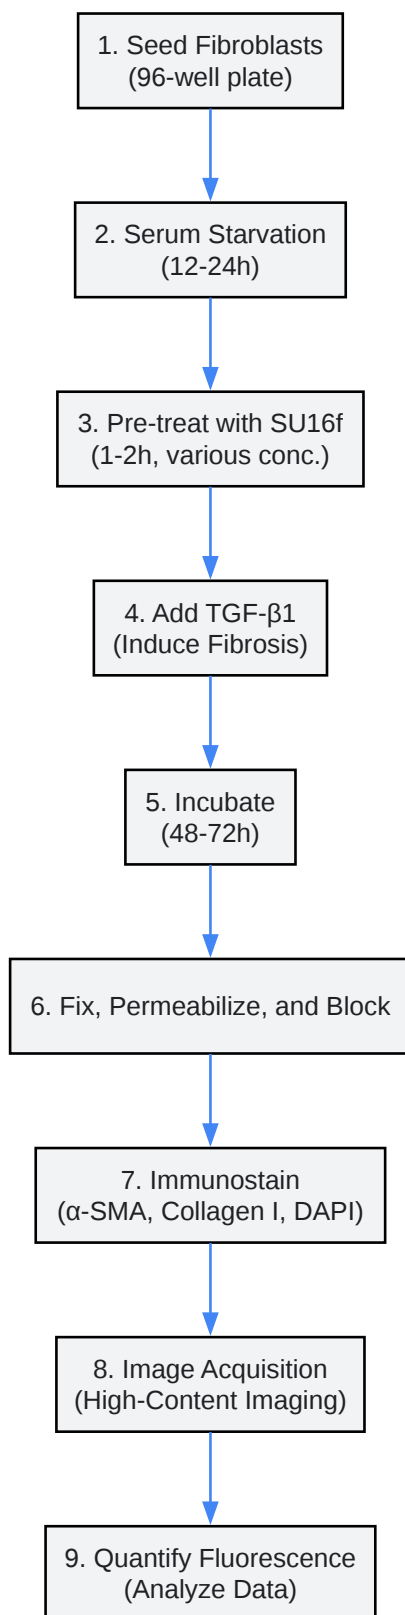 1. Seed Fibroblasts
(96-well plate)
2. Serum Starvation
(12-24h)
3. Pre-treat with SU16f
(1-2h, various conc.)
4. Add TGF-β1
(Induce Fibrosis)
5. Incubate
(48-72h)
6. Fix, Permeabilize, and Block
7. Immunostain
(α-SMA, Collagen I, DAPI)
8. Image Acquisition
(High-Content Imaging)
9. Quantify Fluorescence
(Analyze Data)